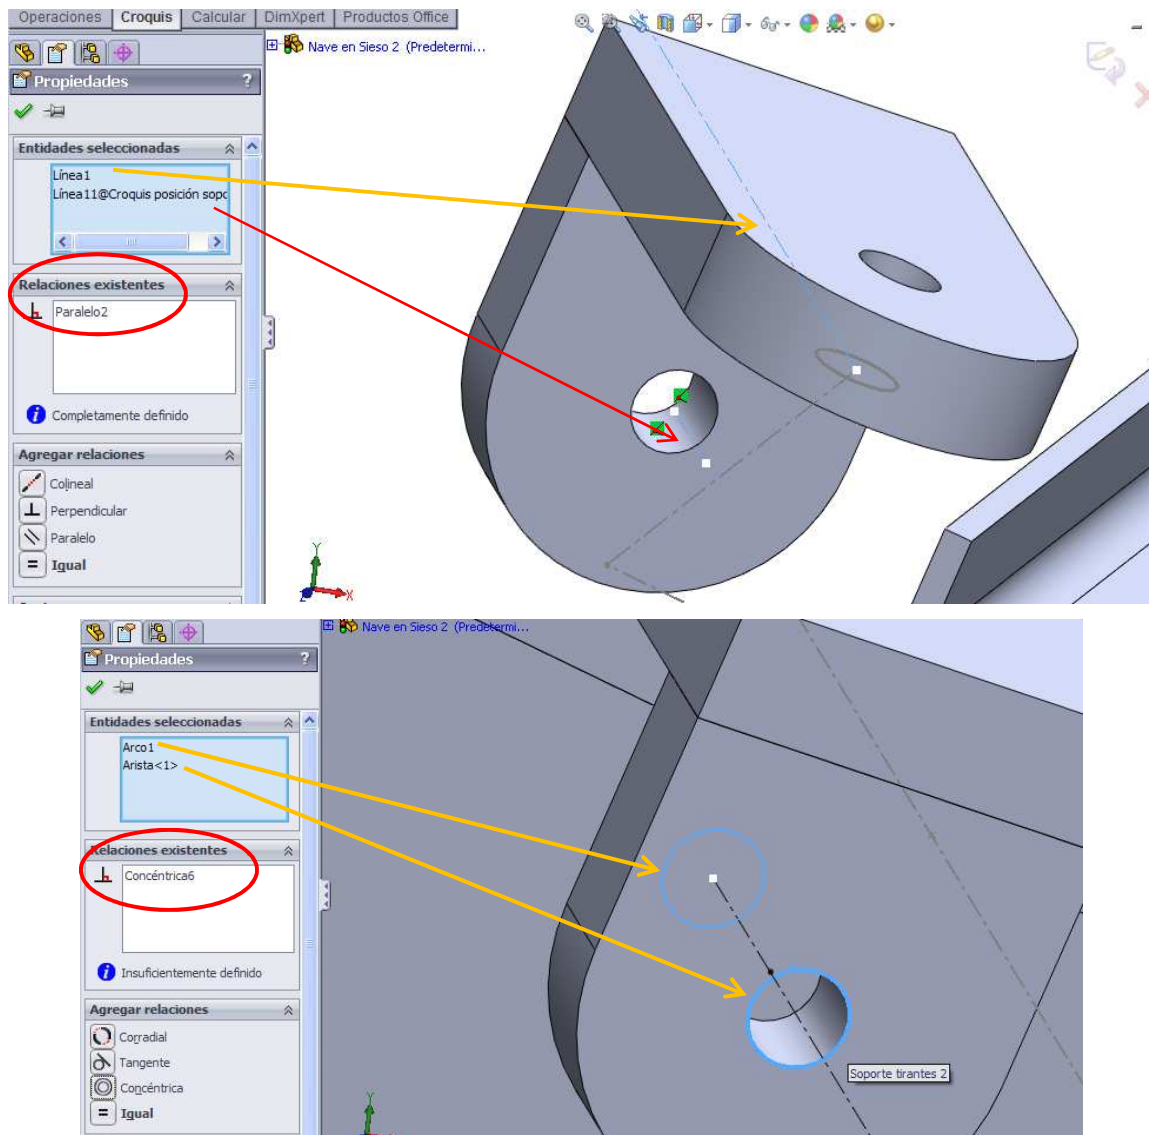 Operaciones Croquis Calcular DimXpert Productos Office
Nave en Sieso 2 (Predetermi...
Propiedades ?
Entidades seleccionadas
Línea1
Línea11@Croquis posición sopo
Relaciones existentes
Paralelo2
Completamente definido
Agregar relaciones
Colineal
Perpendicular
Paralelo
Igual
Y
X
Z
Nave en Sieso 2 (Predetermi...
Propiedades ?
Entidades seleccionadas
Arco1
Arista<1>
Relaciones existentes
Concéntrica6
Insuficientemente definido
Agregar relaciones
Corradial
Tangente
Concéntrica
Igual
Soporte tirantes 2
Y